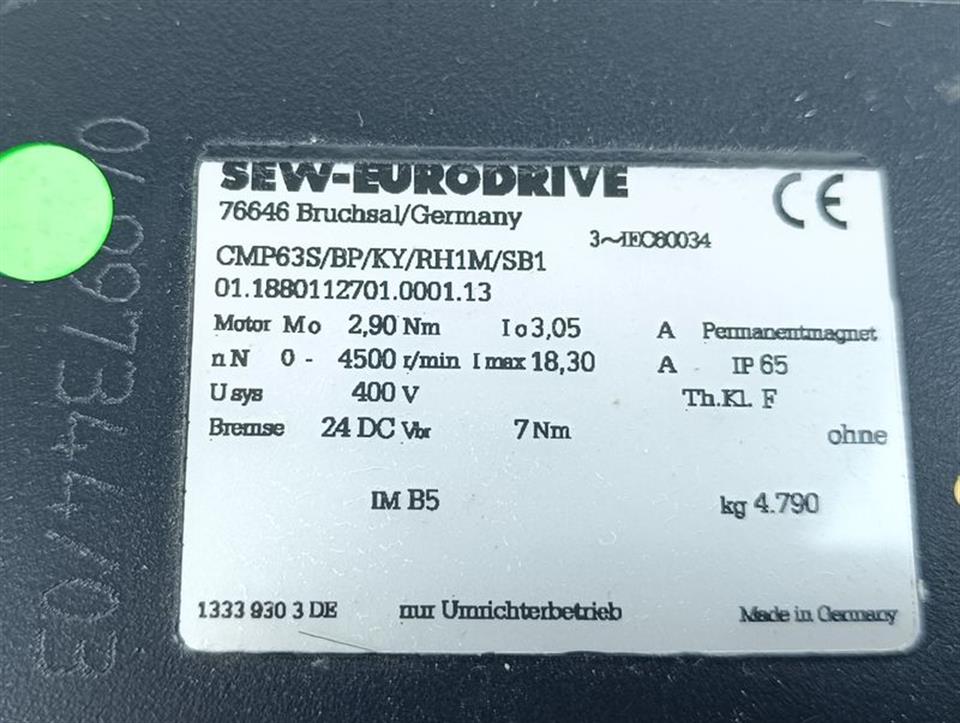 SEW-EURODRIVE
76646 Bruchsal/Germany
CE
3~IEC60034
CMP63S/BP/KY/RH1M/SB1
01.1880112701.0001.13
Motor Mo 2,90 Nm Io 3,05 A Permanentmagnet
nN 0 - 4500 r/min Imax 18,30 A IP 65
Usys 400 V Th.Kl. F
Bremse 24 DC Vbr 7 Nm ohne
IM B5 kg 4.790
1333 930 3 DE nur Umrichterbetrieb Made in Germany